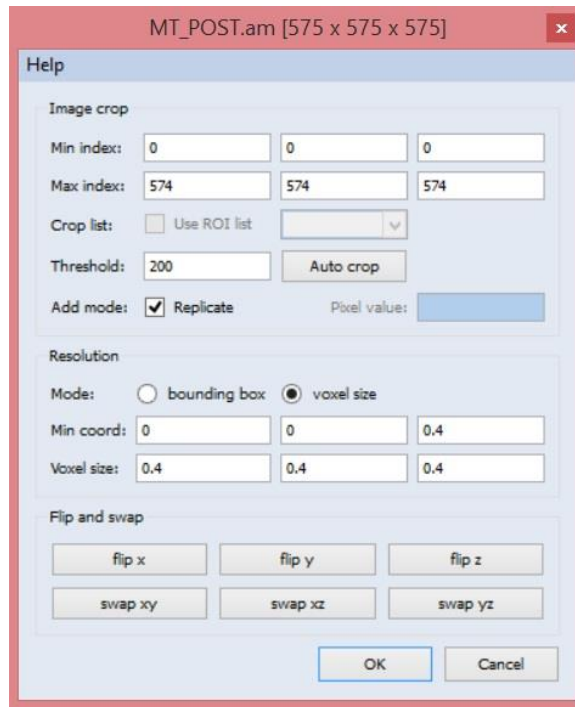 MT_POST.am [575 x 575 x 575] x
Help
Image crop
Min index: 0 0 0
Max index: 574 574 574
Crop list: Use ROI list
Threshold: 200 Auto crop
Add mode: Replicate Pixel value:
Resolution
Mode: bounding box voxel size
Min coord: 0 0 0.4
Voxel size: 0.4 0.4 0.4
Flip and swap
flip x flip y flip z
swap xy swap xz swap yz
OK Cancel